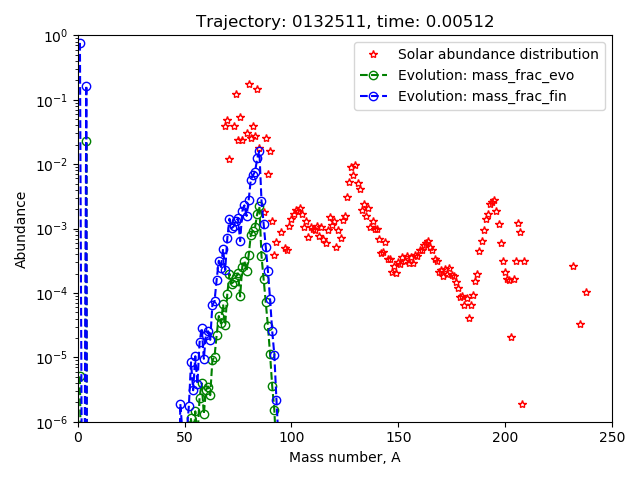 Trajectory: 0132511, time: 0.00512
Solar abundance distribution
Evolution: mass_frac_evo
Evolution: mass_frac_fin
Abundance
10^0
10^-1
10^-2
10^-3
10^-4
10^-5
10^-6
0 50 100 150 200 250
Mass number, A